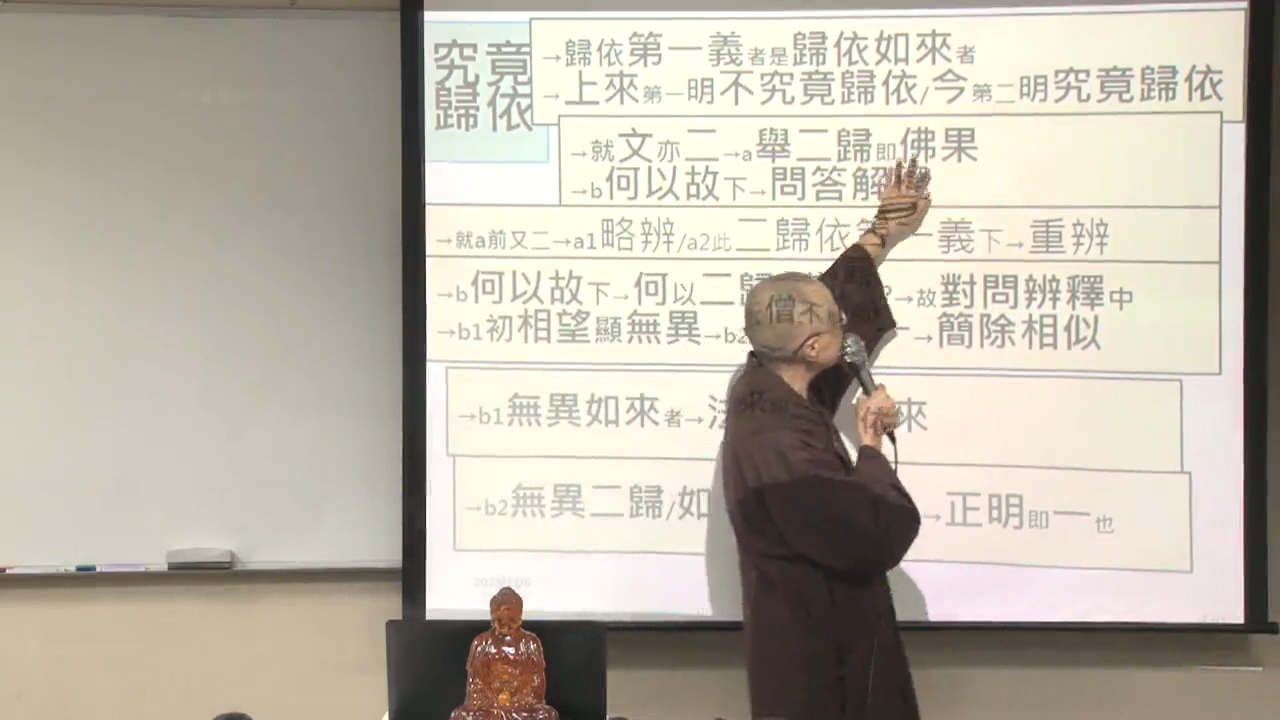 究竟
歸依
→歸依第一義者是歸依如來者
→上來第一明不究竟歸依/今第二明究竟歸依
→就文亦二→a舉二歸即佛果
→b何以故下→問答解
→就a前又二→a1略辨/a2此二歸依 一義下→重辨
→b何以故下→何以二歸 ?→故對問辨釋中
→b1初相望顯無異→b2 →簡除相似
僧不
→b1無異如來者→法 來
→b2無異二歸/如 →正明即一也